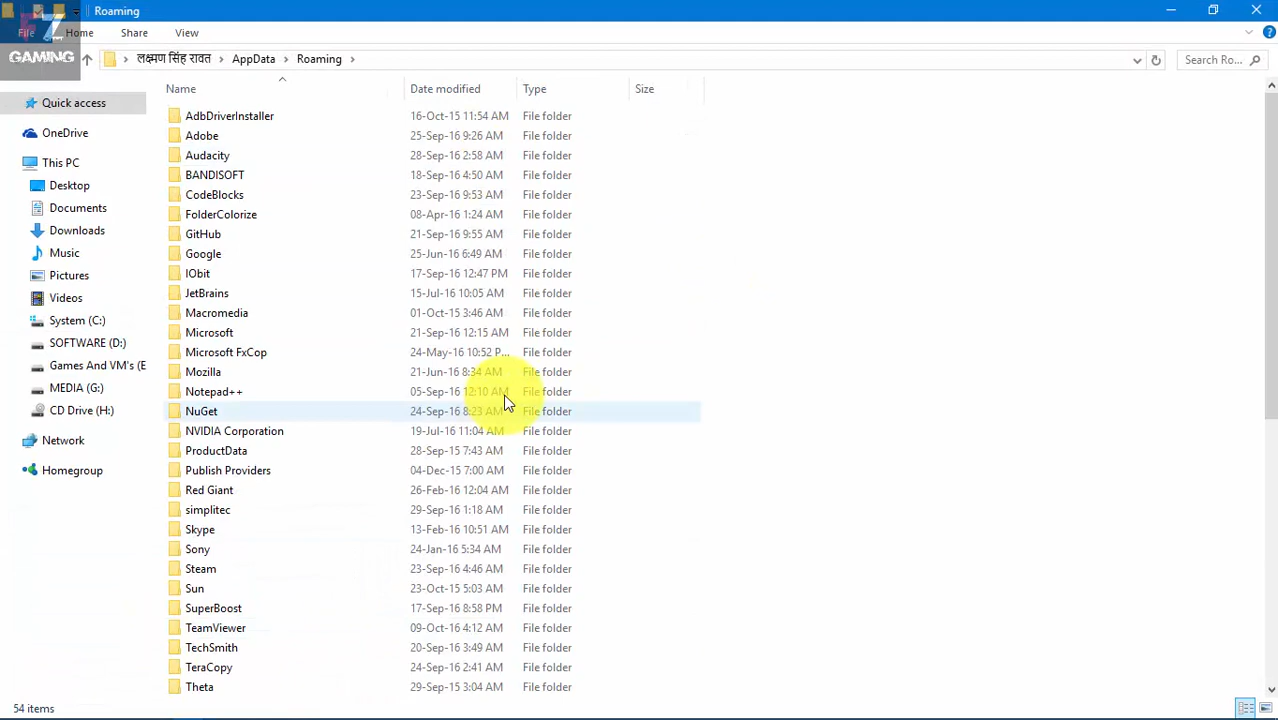 Roaming
FZ
GAMING
File Home Share View
लक्ष्मण सिंह रावत AppData Roaming Search Ro...
Name Date modified Type Size
Quick access
OneDrive
This PC
Desktop
Documents
Downloads
Music
Pictures
Videos
System (C:)
SOFTWARE (D:)
Games And VM's (E
MEDIA (G:)
CD Drive (H:)
Network
Homegroup
AdbDriverInstaller 16-Oct-15 11:54 AM File folder
Adobe 25-Sep-16 9:26 AM File folder
Audacity 28-Sep-16 2:58 AM File folder
BANDISOFT 18-Sep-16 4:50 AM File folder
CodeBlocks 23-Sep-16 9:53 AM File folder
FolderColorize 08-Apr-16 1:24 AM File folder
GitHub 21-Sep-16 9:55 AM File folder
Google 25-Jun-16 6:49 AM File folder
IObit 17-Sep-16 12:47 PM File folder
JetBrains 15-Jul-16 10:05 AM File folder
Macromedia 01-Oct-15 3:46 AM File folder
Microsoft 21-Sep-16 12:15 AM File folder
Microsoft FxCop 24-May-16 10:52 P... File folder
Mozilla 21-Jun-16 8:34 AM File folder
Notepad++ 05-Sep-16 12:10 AM File folder
NuGet 24-Sep-16 8:23 AM File folder
NVIDIA Corporation 19-Jul-16 11:04 AM File folder
ProductData 28-Sep-15 7:43 AM File folder
Publish Providers 04-Dec-15 7:00 AM File folder
Red Giant 26-Feb-16 12:04 AM File folder
simplitec 29-Sep-16 1:18 AM File folder
Skype 13-Feb-16 10:51 AM File folder
Sony 24-Jan-16 5:34 AM File folder
Steam 23-Sep-16 4:46 AM File folder
Sun 23-Oct-15 5:03 AM File folder
SuperBoost 17-Sep-16 8:58 PM File folder
TeamViewer 09-Oct-16 4:12 AM File folder
TechSmith 20-Sep-16 3:49 AM File folder
TeraCopy 24-Sep-16 2:41 AM File folder
Theta 29-Sep-15 3:04 AM File folder
54 items